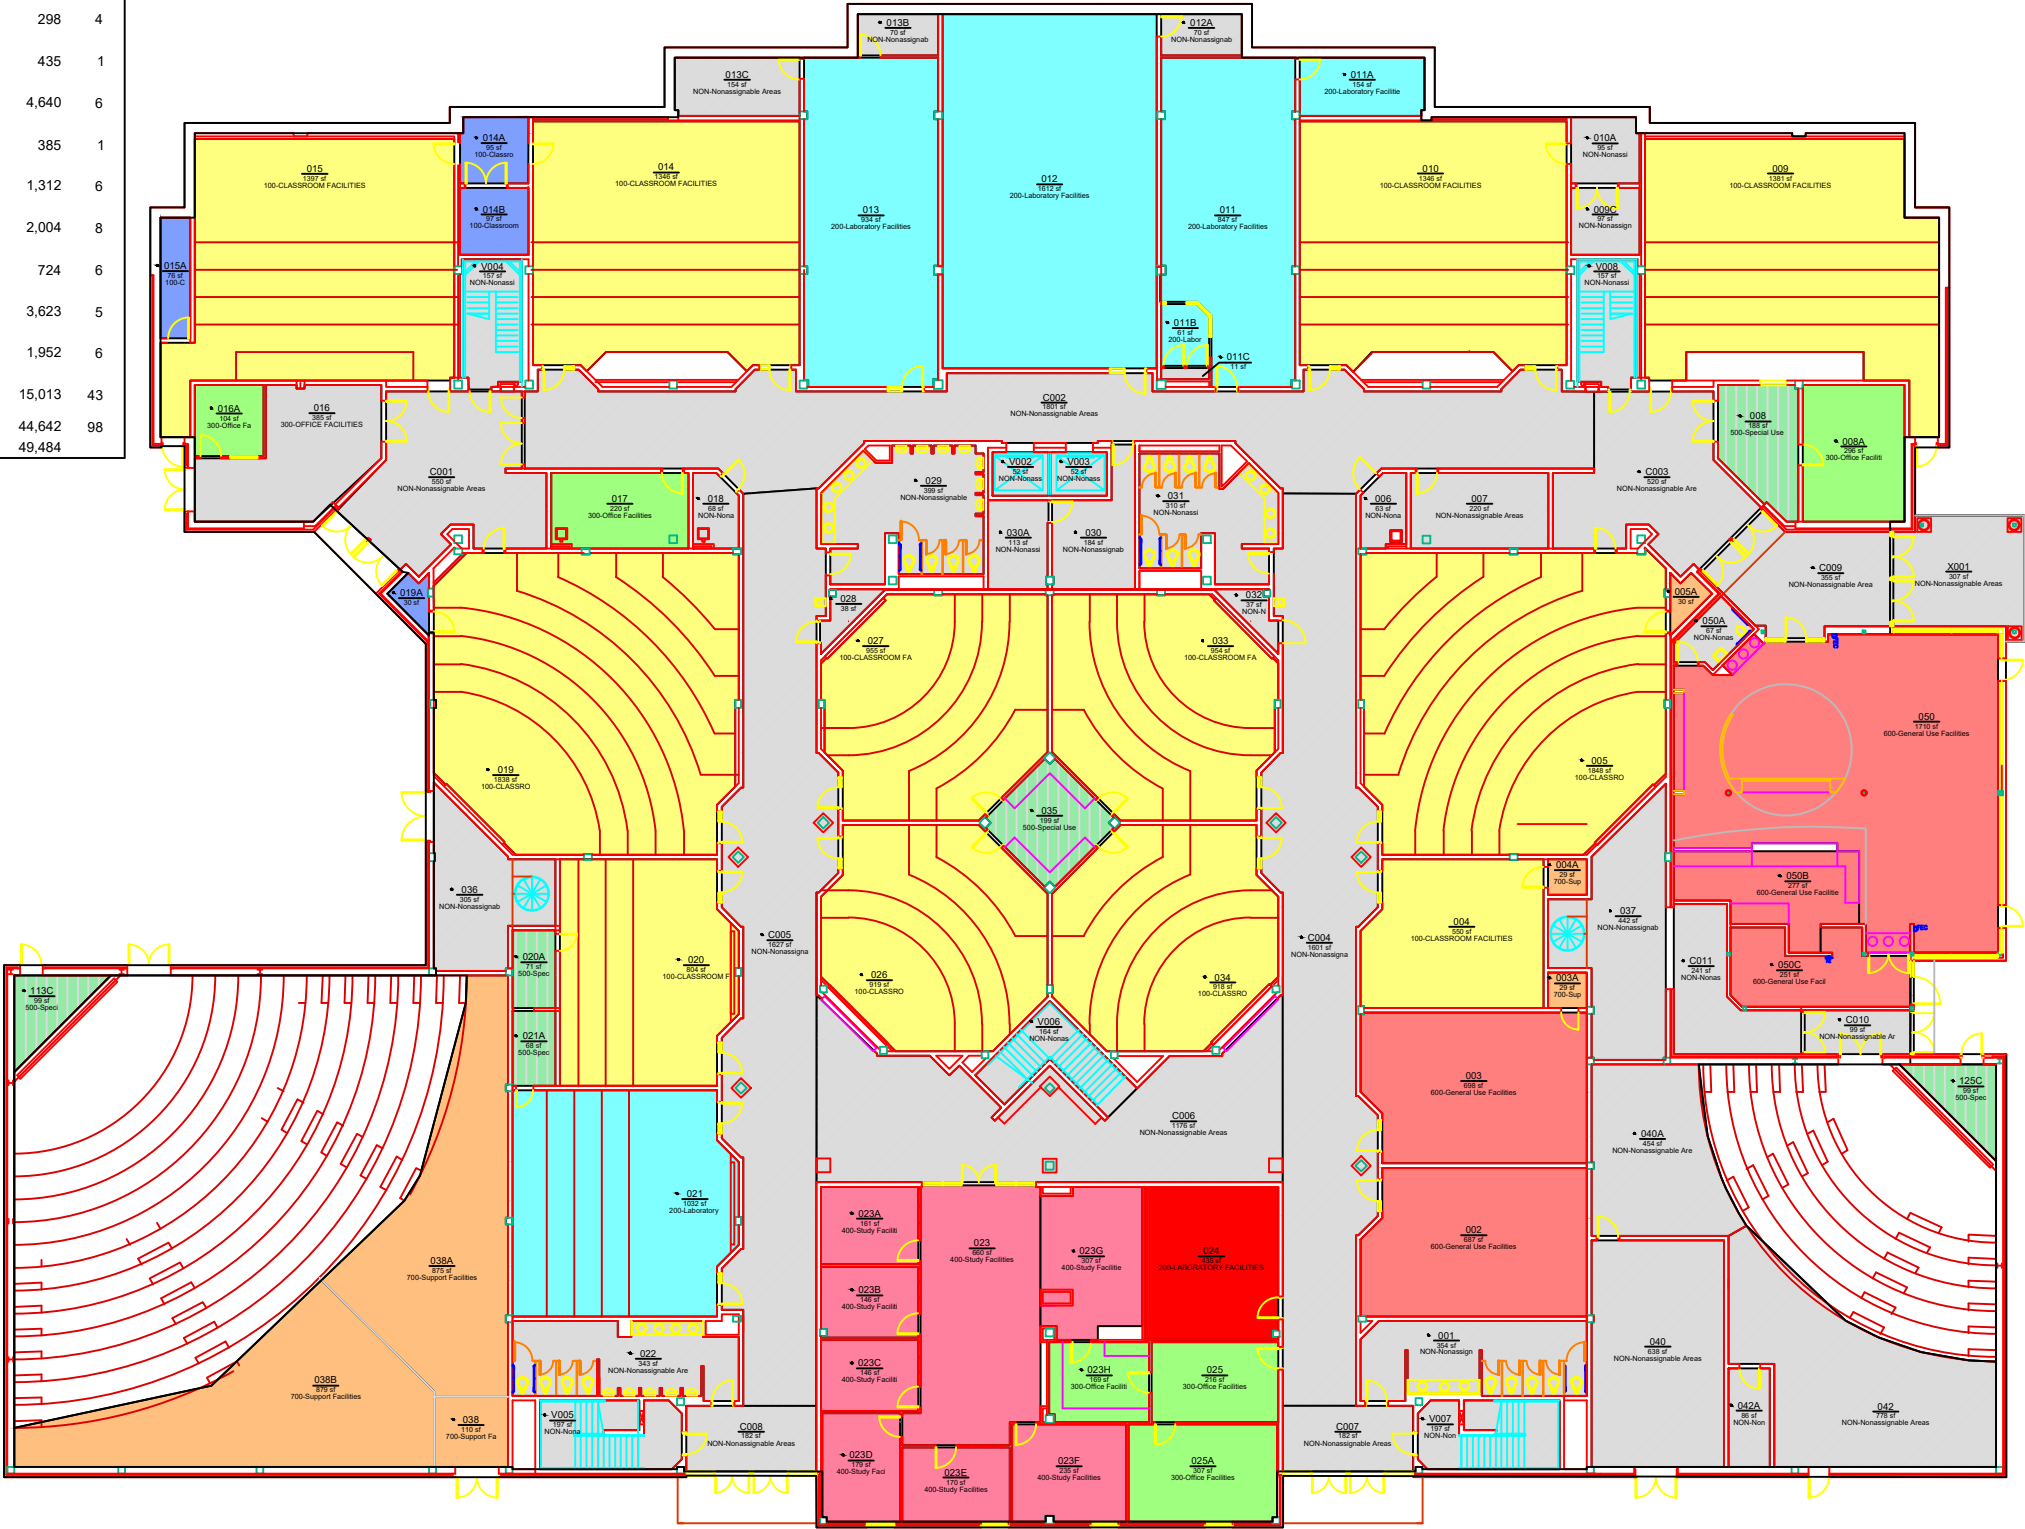 298 4
435 1
4,640 6
385 1
1,312 6
2,004 8
724 6
3,623 5
1,952 6
15,013 43
44,642 98
49,484
013B
70 sf
NON-Nonassignab
012A
70 sf
NON-Nonassignab
013C
154 sf
NON-Nonassignable Areas
011A
154 sf
200-Laboratory Facilitie
014A
95 sf
100-Classro
010A
95 sf
NON-Nonassi
015
1397 sf
100-CLASSROOM FACILITIES
014
1346 sf
100-CLASSROOM FACILITIES
012
1612 sf
200-Laboratory Facilities
010
1346 sf
100-CLASSROOM FACILITIES
009
1381 sf
100-CLASSROOM FACILITIES
014B
97 sf
100-Classroom
013
934 sf
200-Laboratory Facilities
011
847 sf
200-Laboratory Facilities
009C
97 sf
NON-Nonassign
015A
76 sf
100-C
V004
157 sf
NON-Nonassi
V008
157 sf
NON-Nonassi
011B
61 sf
200-Labor
011C
11 sf
016A
104 sf
300-Office Fa
016
385 sf
300-OFFICE FACILITIES
C002
1801 sf
NON-Nonassignable Areas
008
188 sf
500-Special Use
008A
296 sf
300-Office Faciliti
C001
550 sf
NON-Nonassignable Areas
C003
520 sf
NON-Nonassignable Are
V002
52 sf
NON-Nonass
V003
52 sf
NON-Nonass
017
220 sf
300-Office Facilities
018
68 sf
NON-Nona
029
399 sf
NON-Nonassignable
031
310 sf
NON-Nonassi
006
63 sf
NON-Nona
007
220 sf
NON-Nonassignable Areas
030A
113 sf
NON-Nonassi
030
184 sf
NON-Nonassignab
C009
355 sf
NON-Nonassignable Area
X001
307 sf
NON-Nonassignable Areas
019A
30 sf
028
38 sf
032
37 sf
NON-N
005A
30 sf
050A
67 sf
NON-Nonas
027
955 sf
100-CLASSROOM FA
033
954 sf
100-CLASSROOM FA
050
1710 sf
600-General Use Facilities
019
1838 sf
100-CLASSRO
005
1848 sf
100-CLASSRO
035
199 sf
500-Special Use
036
305 sf
NON-Nonassignab
004A
29 sf
700-Sup
050B
277 sf
600-General Use Facilitie
037
442 sf
NON-Nonassignab
004
550 sf
100-CLASSROOM FACILITIES
C005
1627 sf
NON-Nonassigna
C004
1601 sf
NON-Nonassigna
020A
71 sf
500-Spec
020
804 sf
100-CLASSROOM F
026
919 sf
100-CLASSRO
034
918 sf
100-CLASSRO
003A
29 sf
700-Sup
C011
241 sf
NON-Nonas
050C
251 sf
600-General Use Facil
113C
99 sf
500-Speci
021A
68 sf
500-Spec
V006
164 sf
NON-Nonas
C010
99 sf
NON-Nonassignable Ar
003
698 sf
600-General Use Facilities
125C
99 sf
500-Spec
C006
1176 sf
NON-Nonassignable Areas
040A
454 sf
NON-Nonassignable Are
021
1032 sf
200-Laboratory
023A
161 sf
400-Study Faciliti
023
660 sf
400-Study Facilities
023G
307 sf
400-Study Facilitie
024
435 sf
200-LABORATORY FACILITIES
002
687 sf
600-General Use Facilities
038A
875 sf
700-Support Facilities
023B
146 sf
400-Study Faciliti
022
343 sf
NON-Nonassignable Are
001
354 sf
NON-Nonassign
040
638 sf
NON-Nonassignable Areas
023C
146 sf
400-Study Faciliti
023H
169 sf
300-Office Faciliti
025
216 sf
300-Office Facilities
038B
879 sf
700-Support Facilities
038
110 sf
700-Support Fa
V005
197 sf
NON-Nona
C008
182 sf
NON-Nonassignable Areas
C007
182 sf
NON-Nonassignable Areas
V007
197 sf
NON-Non
042A
86 sf
NON-Non
042
778 sf
NON-Nonassignable Areas
023D
179 sf
400-Study Faci
023E
170 sf
400-Study Facilities
023F
235 sf
400-Study Facilities
025A
307 sf
300-Office Facilities